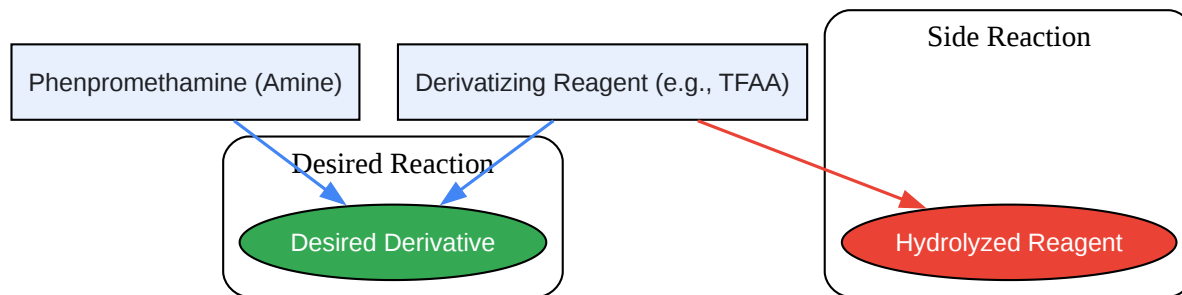 Side Reaction
Phenpromethamine (Amine)
Derivatizing Reagent (e.g., TFAA)
Desired Reaction
Desired Derivative
Hydrolyzed Reagent